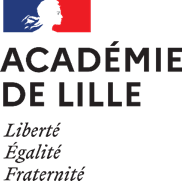 ACADÉMIE
DE LILLE
Liberté
Égalité
Fraternité